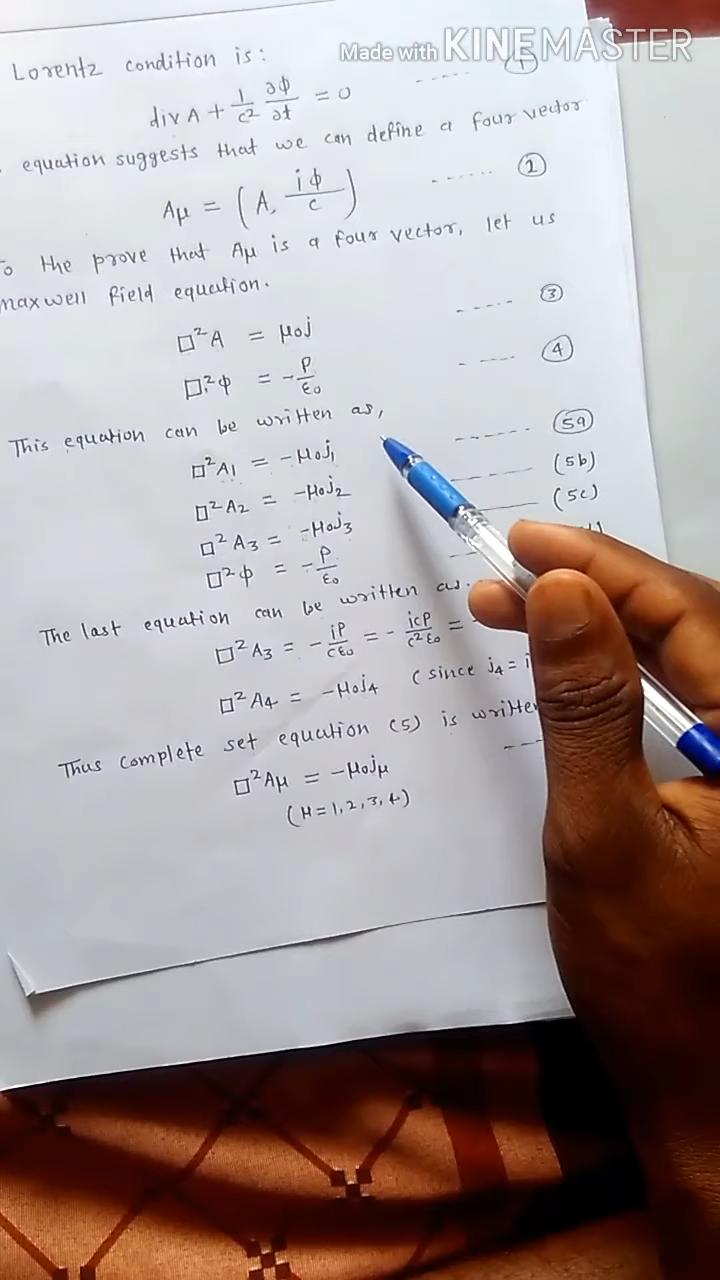 Made with KINEMASTER
Lorentz condition is:
div A + 1/c² ∂ϕ/∂t = 0 ------ ①
equation suggests that we can define a four vector
Aμ = (A, iϕ/c) ------ ②
the prove that Aμ is a four vector, let us
maxwell field equation.
□²A = μ₀j ------ ③
□²ϕ = -ρ/ε₀ ------ ④
This equation can be written as,
□²A₁ = -μ₀j₁ ------ (5a)
□²A₂ = -μ₀j₂ ------ (5b)
□²A₃ = -μ₀j₃ ------ (5c)
□²ϕ = -ρ/ε₀
The last equation can be written as.
□²A₃ = -iρ/cε₀ = -icρ/c²ε₀ =
□²A₄ = -μ₀j₄ (since j₄ =
Thus complete set equation (5) is written
□²Aμ = -μ₀jμ
(μ = 1, 2, 3, 4)